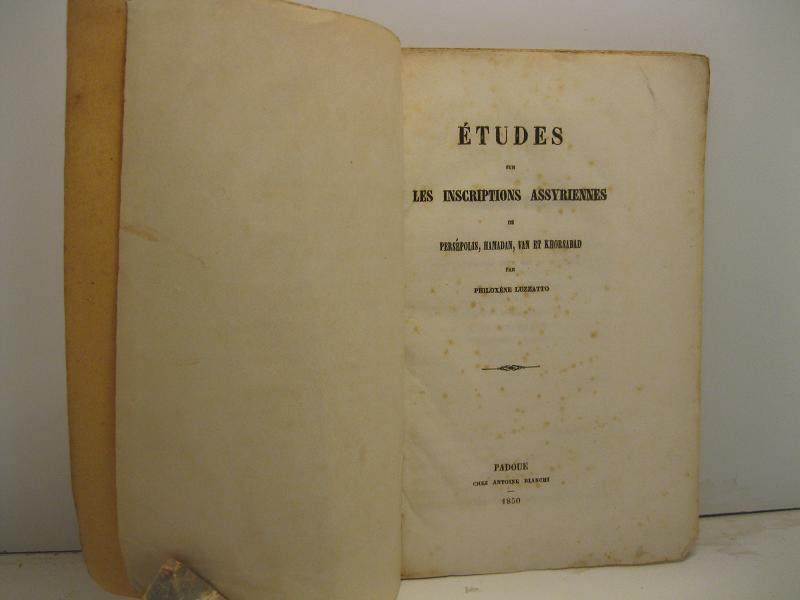 ÉTUDES
SUR
LES INSCRIPTIONS ASSYRIENNES
DE
PERSÉPOLIS, HAMADAN, VAN ET KHORSABAD
PAR
PHILOXÈNE LUZZATTO
PADOUE
CHEZ ANTOINE BIANCHI
1850